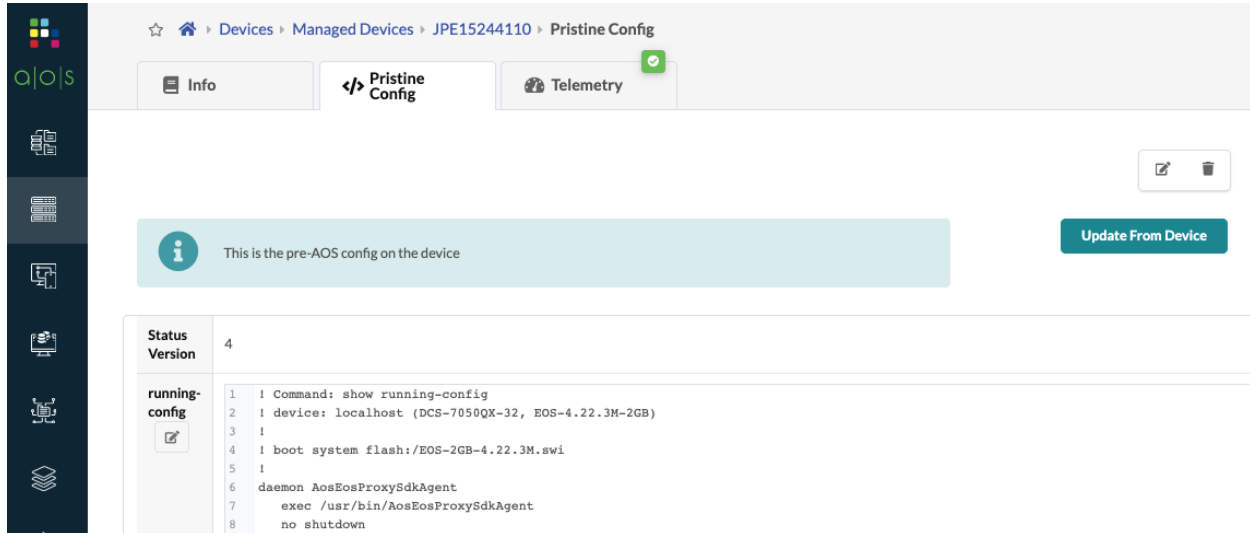 a|o|s
Devices Managed Devices JPE15244110 Pristine Config
Info
Pristine
Config
Telemetry
This is the pre-AOS config on the device
Update From Device
Status
Version
4
running-
config
1 ! Command: show running-config
2 ! device: localhost (DCS-7050QX-32, EOS-4.22.3M-2GB)
3 !
4 ! boot system flash:/EOS-2GB-4.22.3M.swi
5 !
6 daemon AosEosProxySdkAgent
7 exec /usr/bin/AosEosProxySdkAgent
8 no shutdown